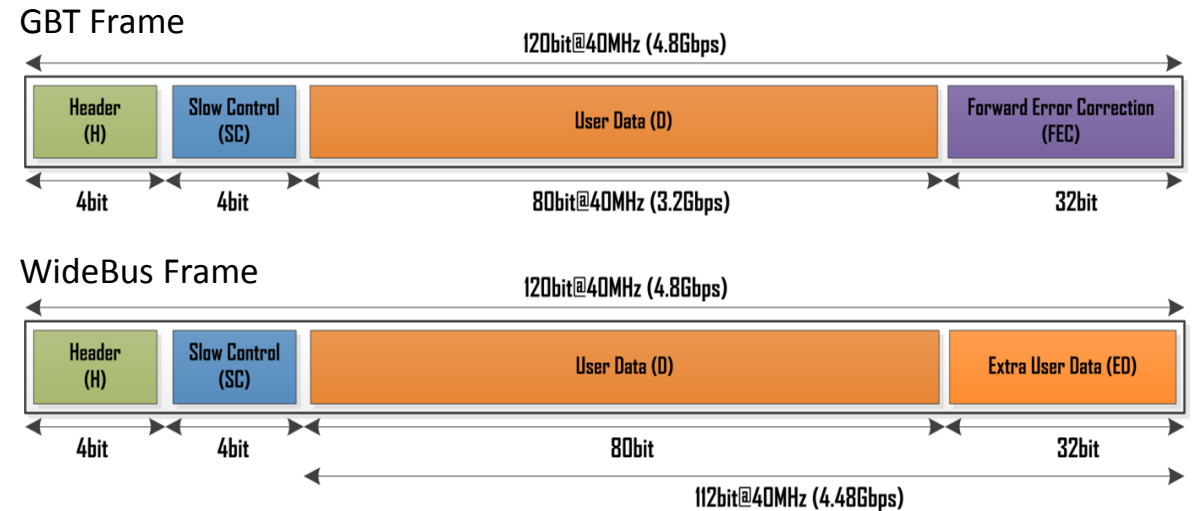 GBT Frame
120bit@40MHz (4.8Gbps)
Header
(H)
Slow Control
(SC)
User Data (D)
Forward Error Correction
(FEC)
4bit
4bit
80bit@40MHz (3.2Gbps)
32bit
WideBus Frame
120bit@40MHz (4.8Gbps)
Header
(H)
Slow Control
(SC)
User Data (D)
Extra User Data (ED)
4bit
4bit
80bit
32bit
112bit@40MHz (4.48Gbps)